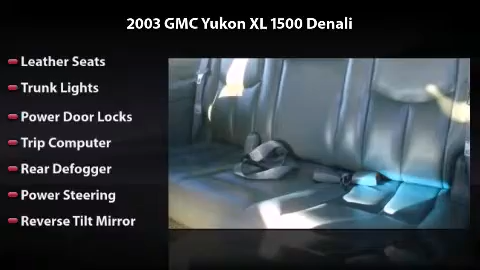 2003 GMC Yukon XL 1500 Denali
Leather Seats
Trunk Lights
Power Door Locks
Trip Computer
Rear Defogger
Power Steering
Reverse Tilt Mirror